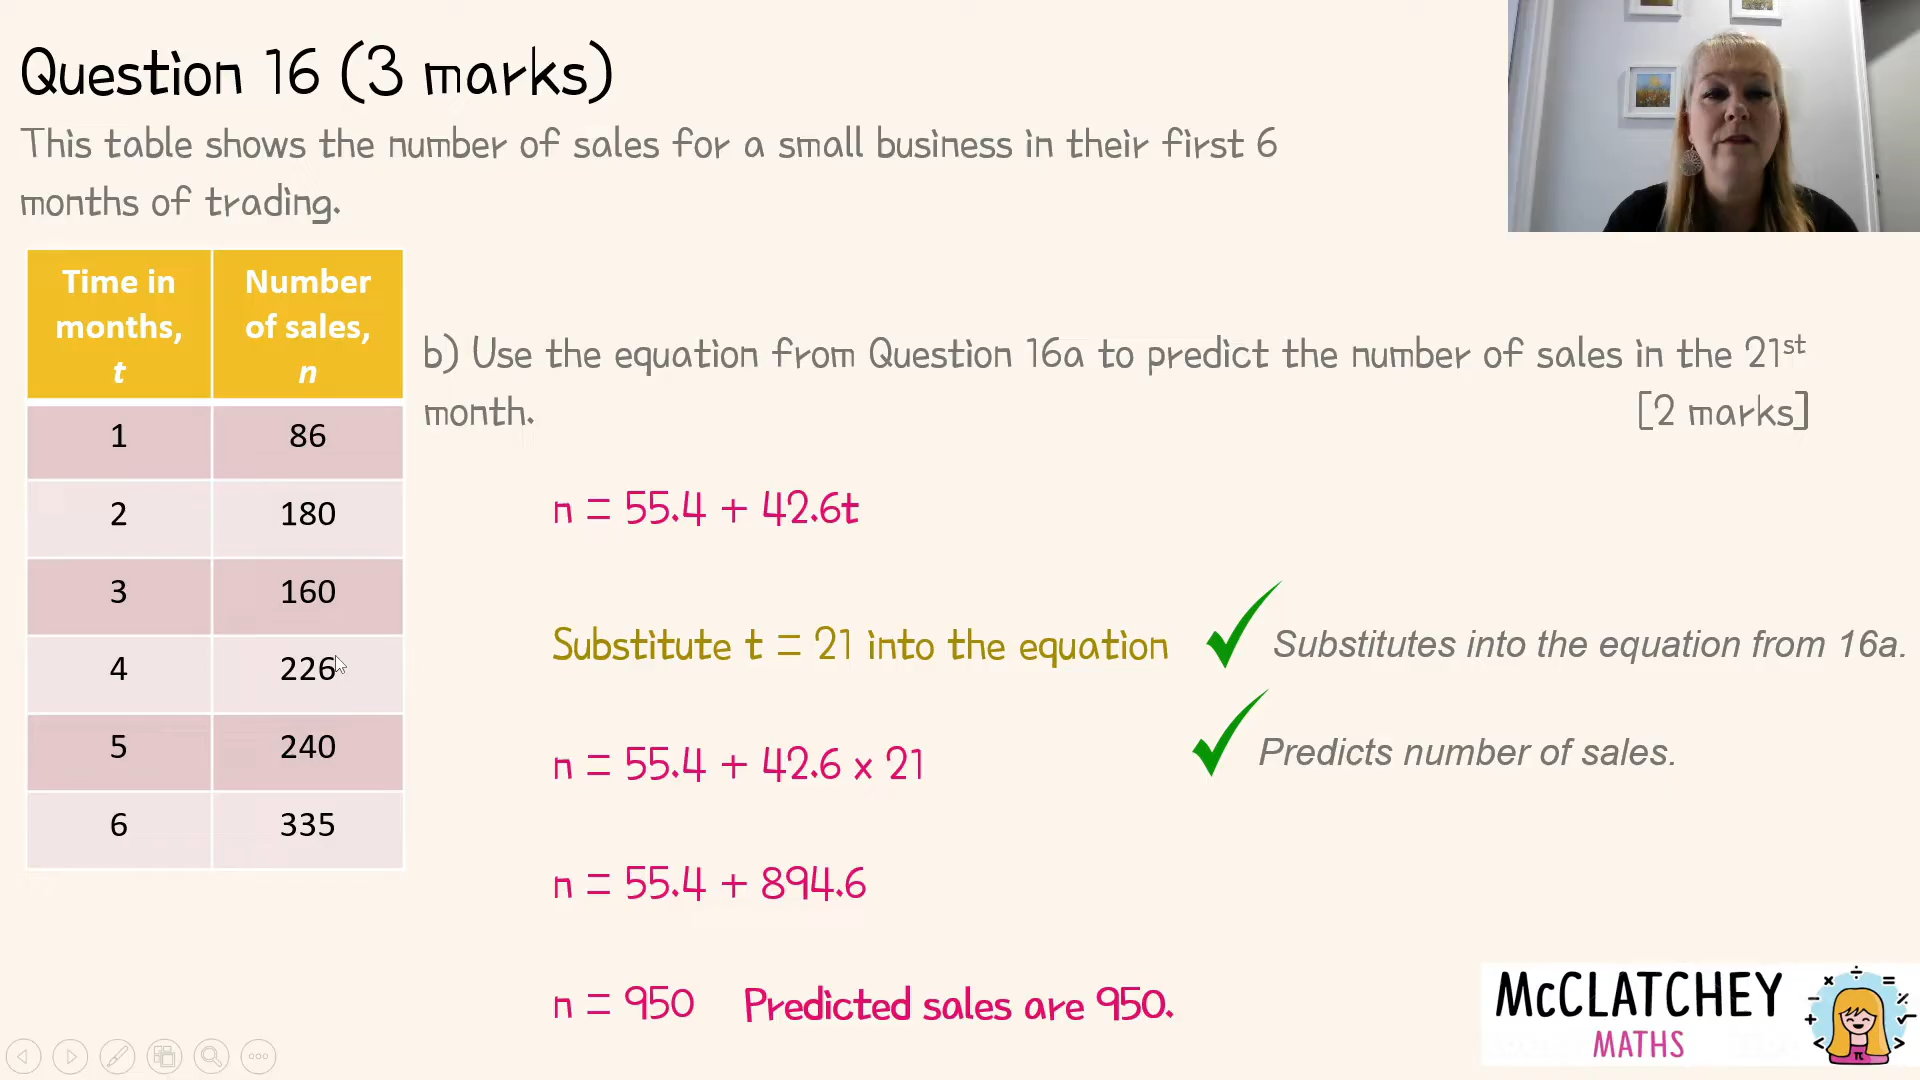 Question 16 (3 marks)
This table shows the number of sales for a small business in their first 6
months of trading.
Time in months, t | Number of sales, n
1 | 86
2 | 180
3 | 160
4 | 226
5 | 240
6 | 335
b) Use the equation from Question 16a to predict the number of sales in the 21st
month. [2 marks]
n = 55.4 + 42.6t
Substitute t = 21 into the equation
Substitutes into the equation from 16a.
n = 55.4 + 42.6 x 21
Predicts number of sales.
n = 55.4 + 894.6
n = 950 Predicted sales are 950.
McCLATCHEY
MATHS